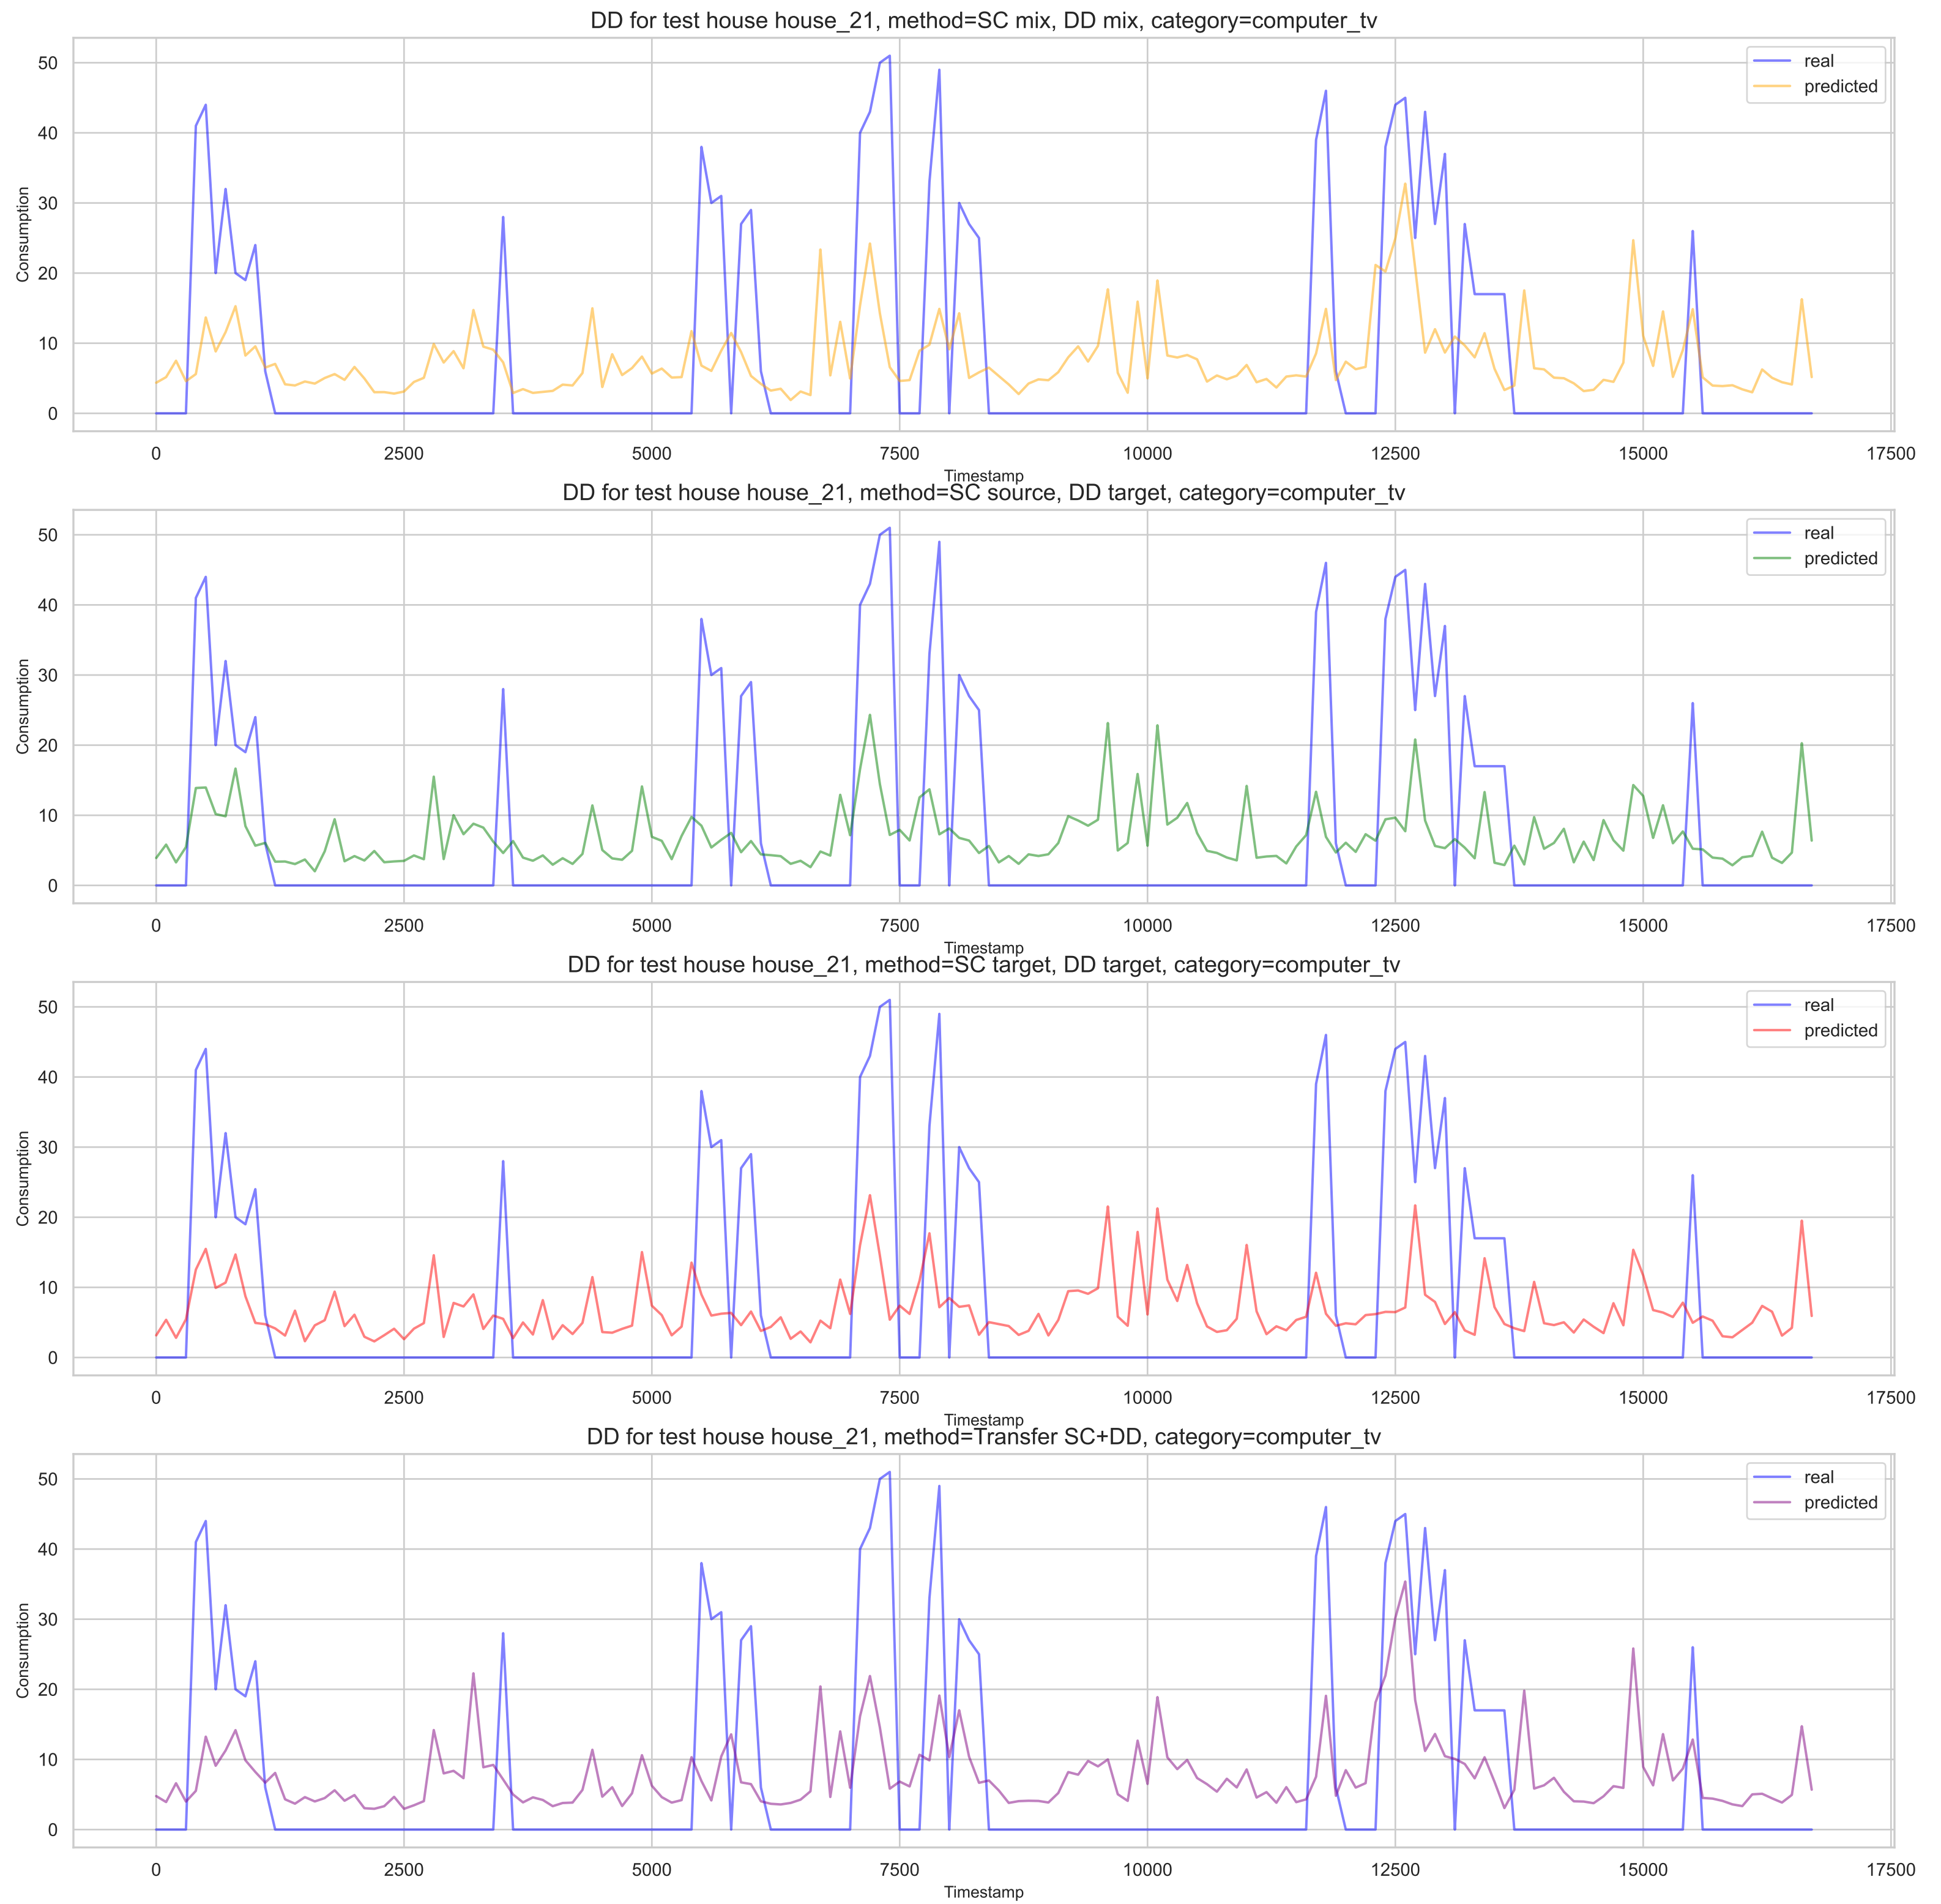 DD for test house house_21, method=SC mix, DD mix, category=computer_tv
50
40
30
20
10
0
Consumption
real
predicted
0 2500 5000 7500 10000 12500 15000 17500
Timestamp
DD for test house house_21, method=SC source, DD target, category=computer_tv
50
40
30
20
10
0
Consumption
real
predicted
0 2500 5000 7500 10000 12500 15000 17500
Timestamp
DD for test house house_21, method=SC target, DD target, category=computer_tv
50
40
30
20
10
0
Consumption
real
predicted
0 2500 5000 7500 10000 12500 15000 17500
Timestamp
DD for test house house_21, method=Transfer SC+DD, category=computer_tv
50
40
30
20
10
0
Consumption
real
predicted
0 2500 5000 7500 10000 12500 15000 17500
Timestamp